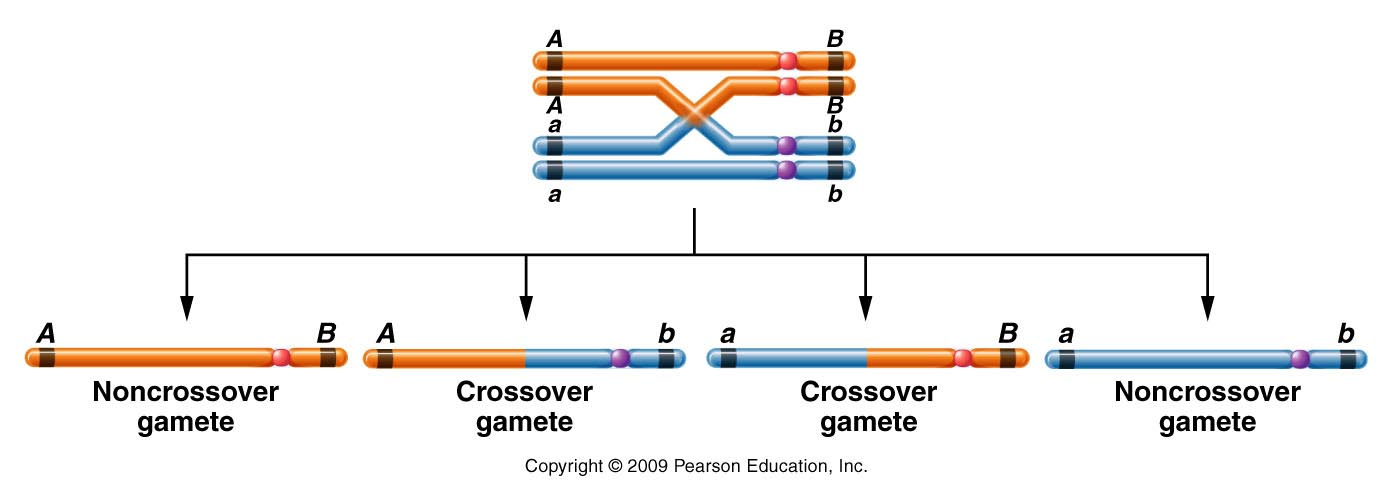 A B
A B
a b
a b
A B A b a B a b
Noncrossover Crossover Crossover Noncrossover
gamete gamete gamete gamete
Copyright © 2009 Pearson Education, Inc.